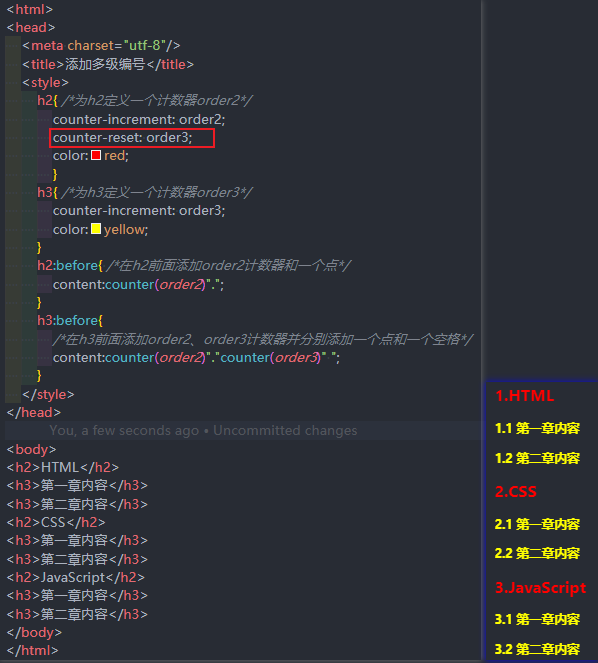 <html>
<head>
<meta charset="utf-8"/>
<title>添加多级编号</title>
<style>
h2{ /*为h2定义一个计数器order2*/
counter-increment: order2;
counter-reset: order3;
color: red;
}
h3{ /*为h3定义一个计数器order3*/
counter-increment: order3;
color: yellow;
}
h2:before{ /*在h2前面添加order2计数器和一个点*/
content:counter(order2)".";
}
h3:before{
/*在h3前面添加order2、order3计数器并分别添加一个点和一个空格*/
content:counter(order2)"."counter(order3)" ";
}
</style>
</head>
You, a few seconds ago • Uncommitted changes
<body>
<h2>HTML</h2>
<h3>第一章内容</h3>
<h3>第二章内容</h3>
<h2>CSS</h2>
<h3>第一章内容</h3>
<h3>第二章内容</h3>
<h2>JavaScript</h2>
<h3>第一章内容</h3>
<h3>第二章内容</h3>
</body>
</html>
1.HTML
1.1 第一章内容
1.2 第二章内容
2.CSS
2.1 第一章内容
2.2 第二章内容
3.JavaScript
3.1 第一章内容
3.2 第二章内容